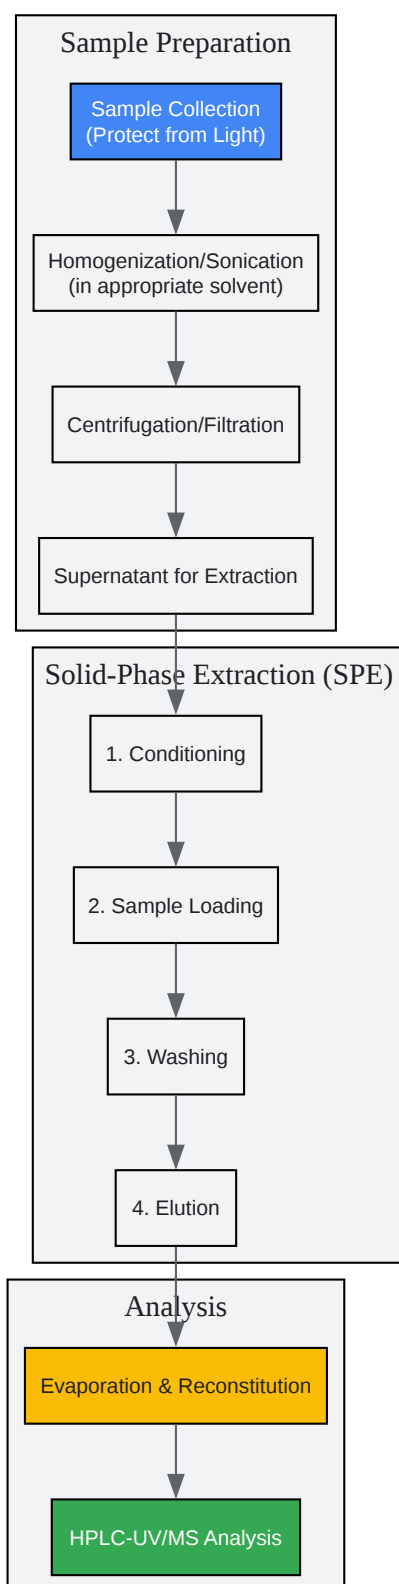 Sample Preparation
Sample Collection
(Protect from Light)
Homogenization/Sonication
(in appropriate solvent)
Centrifugation/Filtration
Supernatant for Extraction
Solid-Phase Extraction (SPE)
1. Conditioning
2. Sample Loading
3. Washing
4. Elution
Analysis
Evaporation & Reconstitution
HPLC-UV/MS Analysis